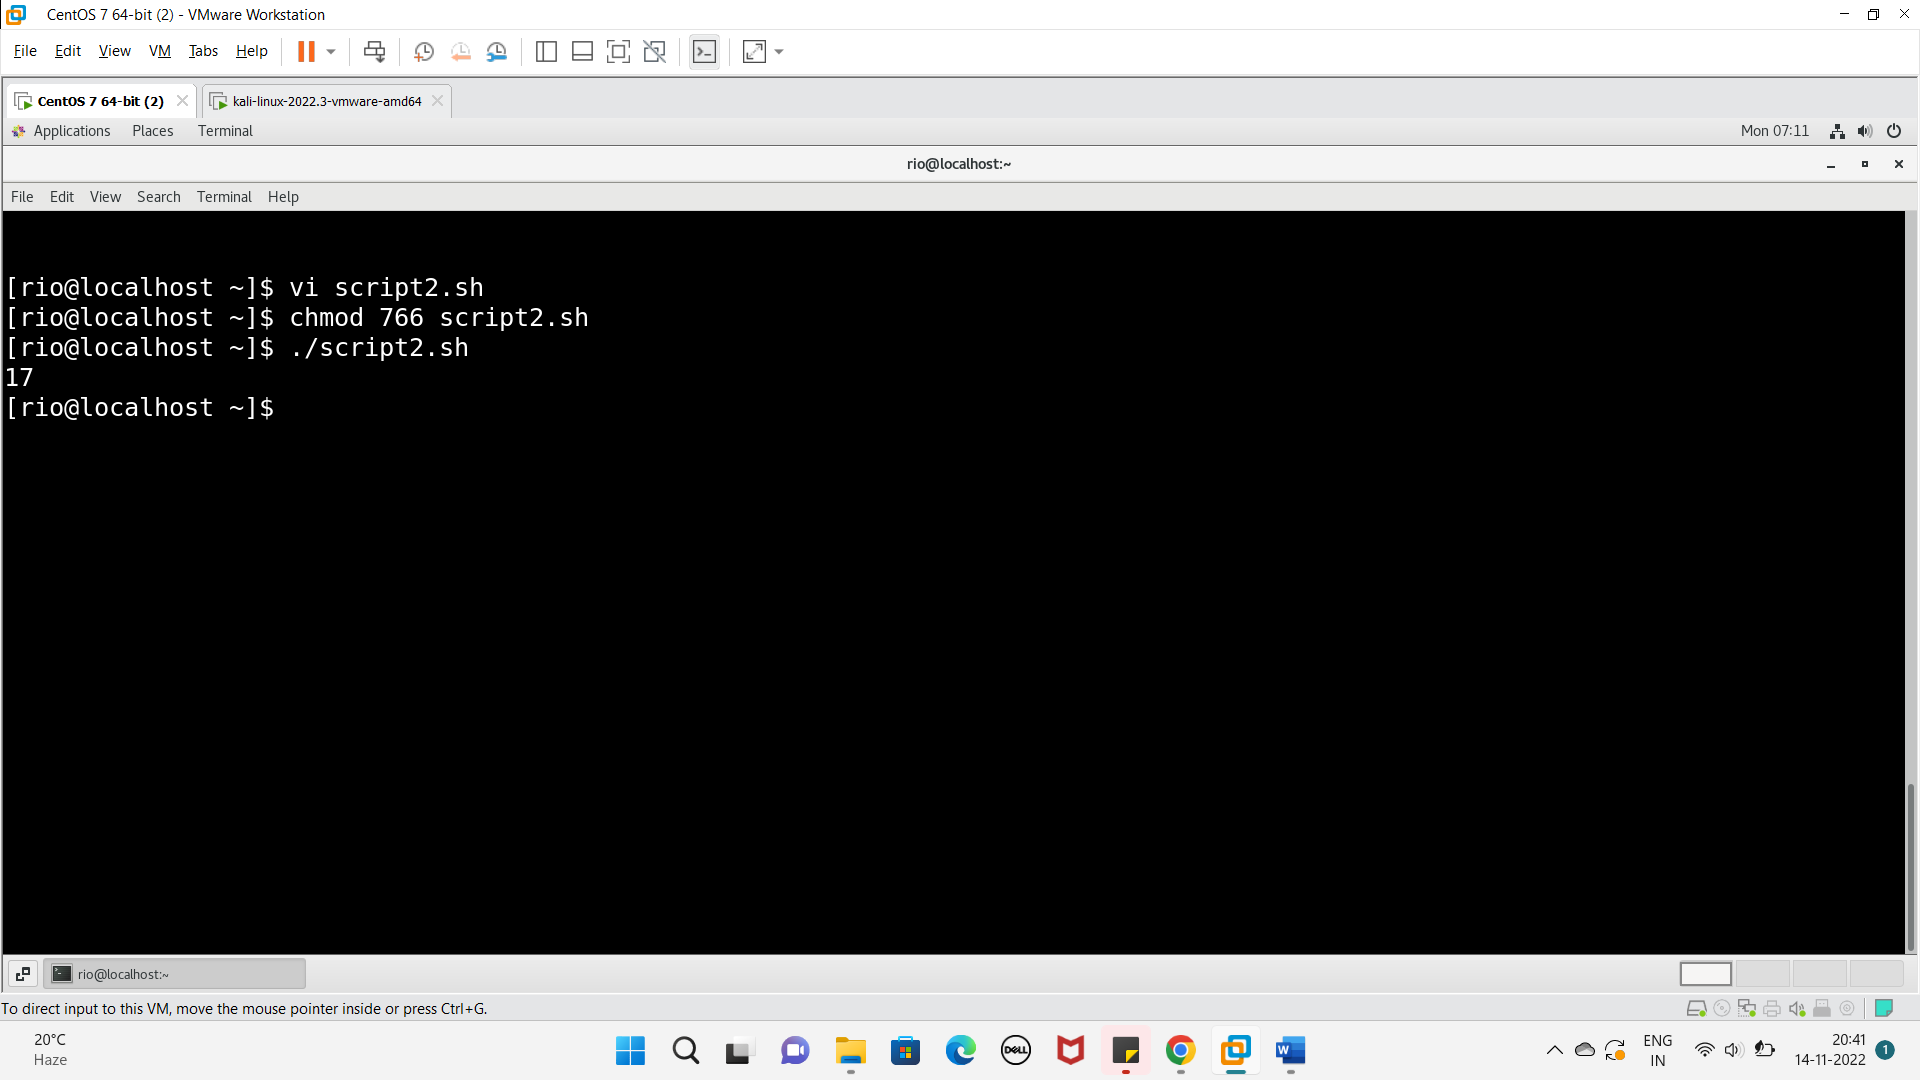 CentOS 7 64-bit (2) - VMware Workstation
File Edit View VM Tabs Help
CentOS 7 64-bit (2) kali-linux-2022.3-vmware-amd64
Applications Places Terminal Mon 07:11
rio@localhost:~
File Edit View Search Terminal Help
[rio@localhost ~]$ vi script2.sh
[rio@localhost ~]$ chmod 766 script2.sh
[rio@localhost ~]$ ./script2.sh
17
[rio@localhost ~]$
rio@localhost:~
To direct input to this VM, move the mouse pointer inside or press Ctrl+G.
20°C
Haze
DELL
W
ENG
IN
20:41
14-11-2022
1